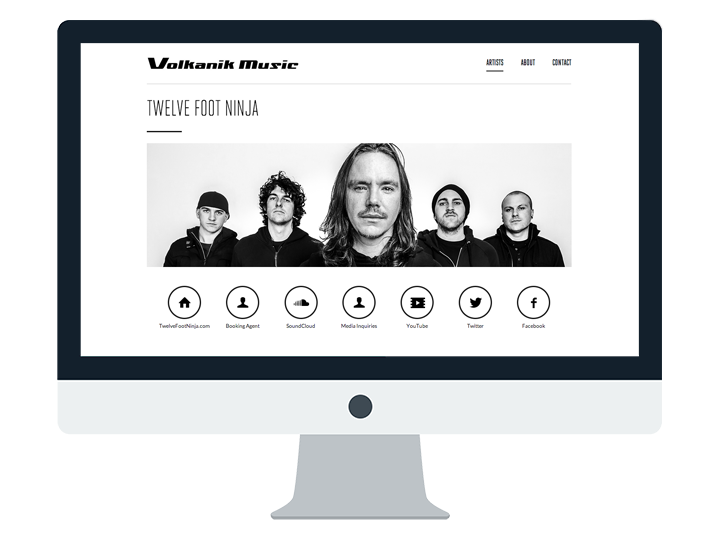 Volkanik Music
ARTISTS ABOUT CONTACT
TWELVE FOOT NINJA
TwelveFootNinja.com Booking Agent SoundCloud Media Inquiries YouTube Twitter Facebook